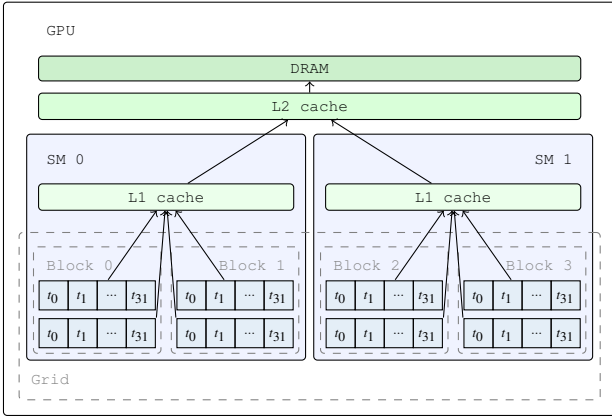 GPU
DRAM
L2 cache
SM 0 SM 1
L1 cache L1 cache
Block 0 Block 1 Block 2 Block 3
t0 t1 ... t31 t0 t1 ... t31 t0 t1 ... t31 t0 t1 ... t31
t0 t1 ... t31 t0 t1 ... t31 t0 t1 ... t31 t0 t1 ... t31
Grid